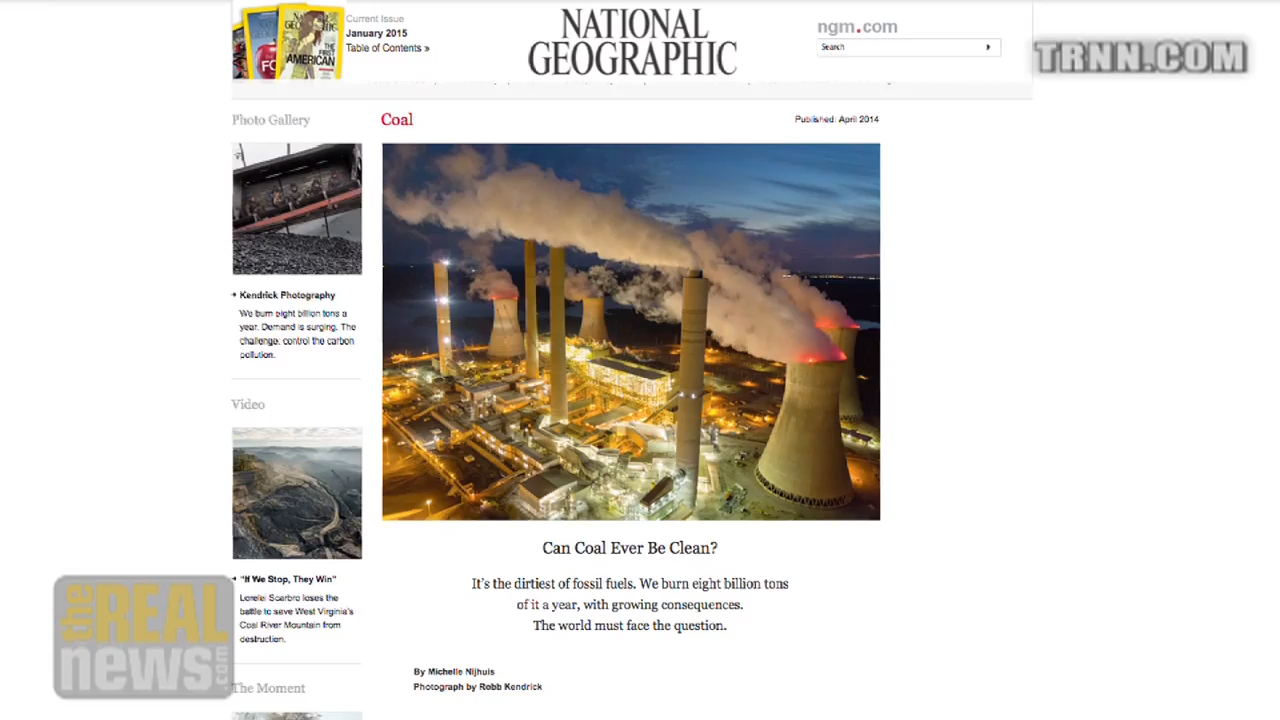 Current Issue
January 2015
Table of Contents »
THE FIRST
AMERICAN
NATIONAL
GEOGRAPHIC
ngm.com
Search
TRNN.COM
Photo Gallery
Coal
Published: April 2014
Kendrick Photography
We burn eight billion tons a
year. Demand is surging. The
challenge: control the carbon
pollution.
Video
"If We Stop, They Win"
Lorelei Scarbro loses the
battle to save West Virginia's
Coal River Mountain from
destruction.
The Moment
Can Coal Ever Be Clean?
It's the dirtiest of fossil fuels. We burn eight billion tons
of it a year, with growing consequences.
The world must face the question.
By Michelle Nijhuis
Photograph by Robb Kendrick
the REAL
news.com